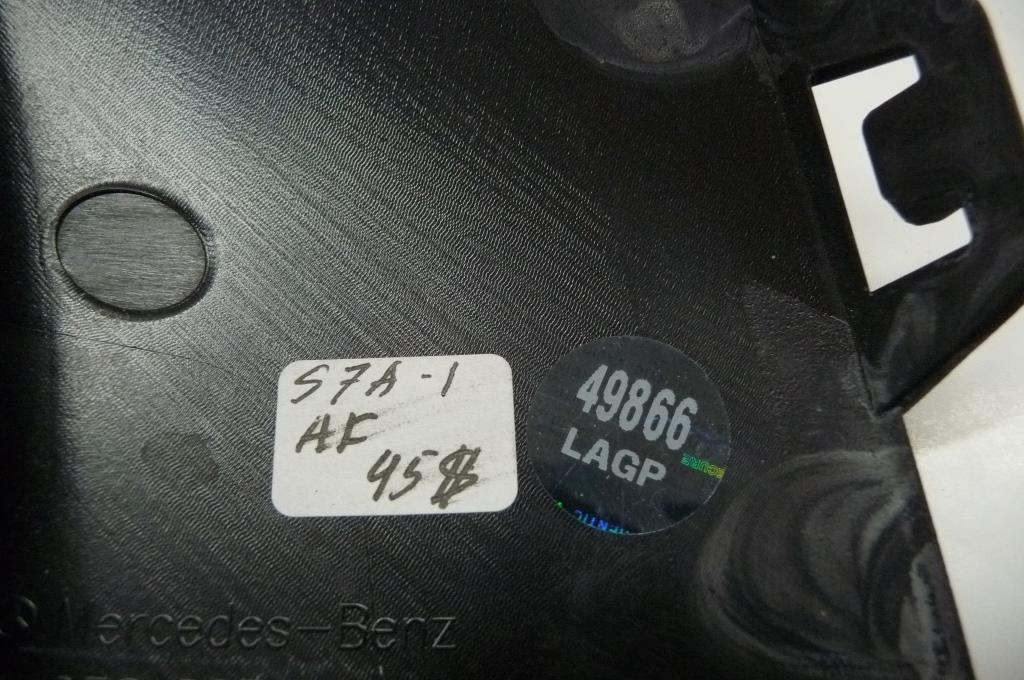 S7A-1
AF
45$
49866
LAGP
Mercedes-Benz